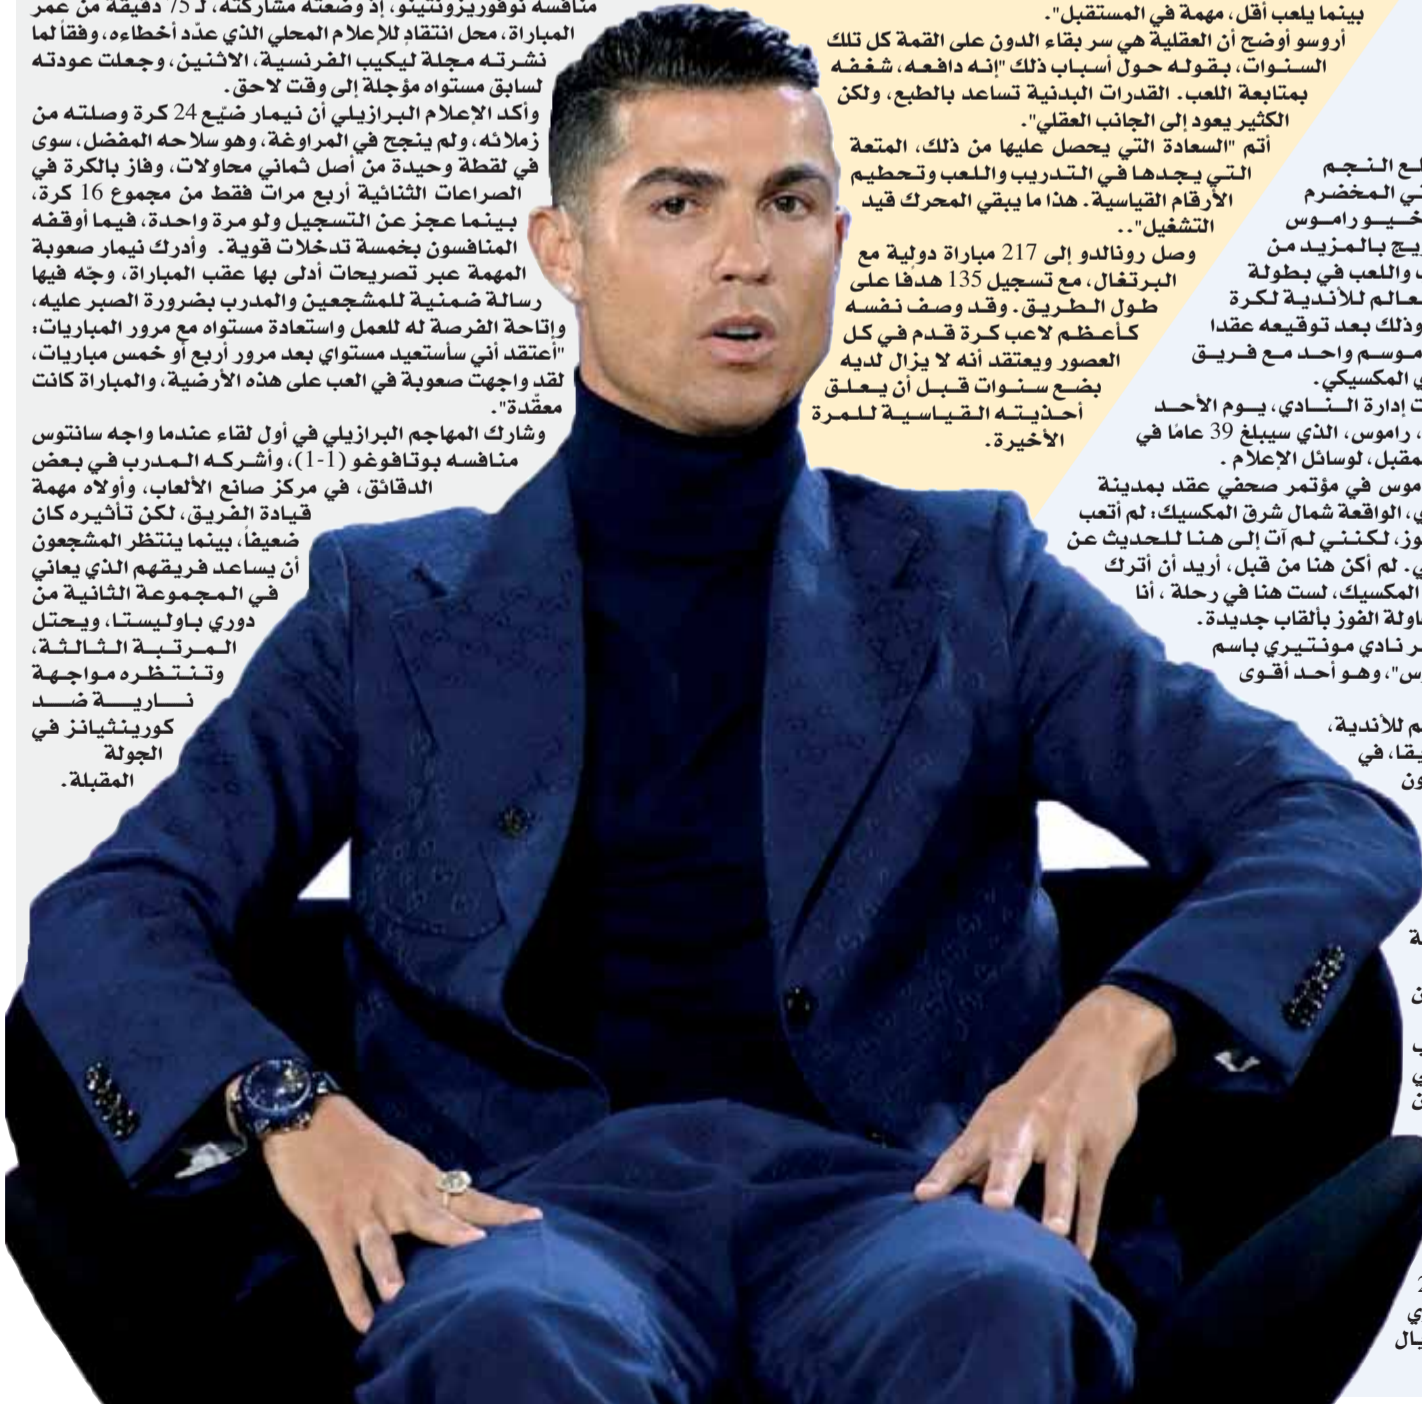 بينما يلعب أقل، مهمة في المستقبل".
أروسو أوضح أن العقلية هي سر بقاء الدون على القمة كل تلك
السنوات، بقوله حول أسباب ذلك "إنه دافعه، شغفه
بمتابعة اللعب. القدرات البدنية تساعد بالطبع، ولكن
الكثير يعود إلى الجانب العقلي".
أتم "السعادة التي يحصل عليها من ذلك، المتعة
التي يجدها في التدريب واللعب وتحطيم
الأرقام القياسية. هذا ما يبقي المحرك قيد
التشغيل"..
وصل رونالدو إلى 217 مباراة دولية مع
البرتغال، مع تسجيل 135 هدفًا على
طول الطريق. وقد وصف نفسه
كأعظم لاعب كرة قدم في كل
العصور ويعتقد أنه لا يزال لديه
بضع سنوات قبل أن يعلق
أحذيته القياسية للمرة
الأخيرة.
النجم
المخضرم
راموس
بالمزيد من
واللعب في بطولة
للأندية لكرة
وذلك بعد توقيعه عقدا
موسم واحد مع فريق
المكسيكي.
إدارة النادي، يوم الأحد
راموس، الذي سيبلغ 39 عامًا في
لوسائل الإعلام .
في مؤتمر صحفي عقد بمدينة
الواقعة شمال شرق المكسيك: لم أتعب
لكنني لم آت إلى هنا للحديث عن
لم أكن هنا من قبل، أريد أن أترك
المكسيك، لست هنا في رحلة ، أنا
الفوز بألقاب جديدة.
نادي مونتيري باسم
وهو أحد أقوى
للأندية،
في
منافسه نوفوريزونتينو، إذ وضعته مشاركته، لـ 75 دقيقة من عمر
المباراة، محل انتقادٍ للإعلام المحلي الذي عدّد أخطاءه، وفقاً لما
نشرته مجلة ليكيب الفرنسية، الاثنين، وجعلت عودته
لسابق مستواه مؤجلة إلى وقت لاحق.
وأكد الإعلام البرازيلي أن نيمار ضيّع 24 كرة وصلته من
زملائه، ولم ينجح في المراوغة، وهو سلاحه المفضل، سوى
في لقطة وحيدة من أصل ثماني محاولات، وفاز بالكرة في
الصراعات الثنائية أربع مرات فقط من مجموع 16 كرة،
بينما عجز عن التسجيل ولو مرة واحدة، فيما أوقفه
المنافسون بخمسة تدخلات قوية. وأدرك نيمار صعوبة
المهمة عبر تصريحات أدلى بها عقب المباراة، وجّه فيها
رسالة ضمنية للمشجعين والمدرب بضرورة الصبر عليه،
وإتاحة الفرصة له للعمل واستعادة مستواه مع مرور المباريات:
"أعتقد أني سأستعيد مستواي بعد مرور أربع أو خمس مباريات،
لقد واجهت صعوبة في العب على هذه الأرضية، والمباراة كانت
معقّدة".
وشارك المهاجم البرازيلي في أول لقاء عندما واجه سانتوس
منافسه بوتافوغو (1-1)، وأشركه المدرب في بعض
الدقائق، في مركز صانع الألعاب، وأولاه مهمة
قيادة الفريق، لكن تأثيره كان
ضعيفاً، بينما ينتظر المشجعون
أن يساعد فريقهم الذي يعاني
في المجموعة الثانية من
دوري باوليستا، ويحتل
المرتبة الثالثة،
وتنتظره مواجهة
نارية ضد
كورينثيانز في
الجولة
المقبلة.